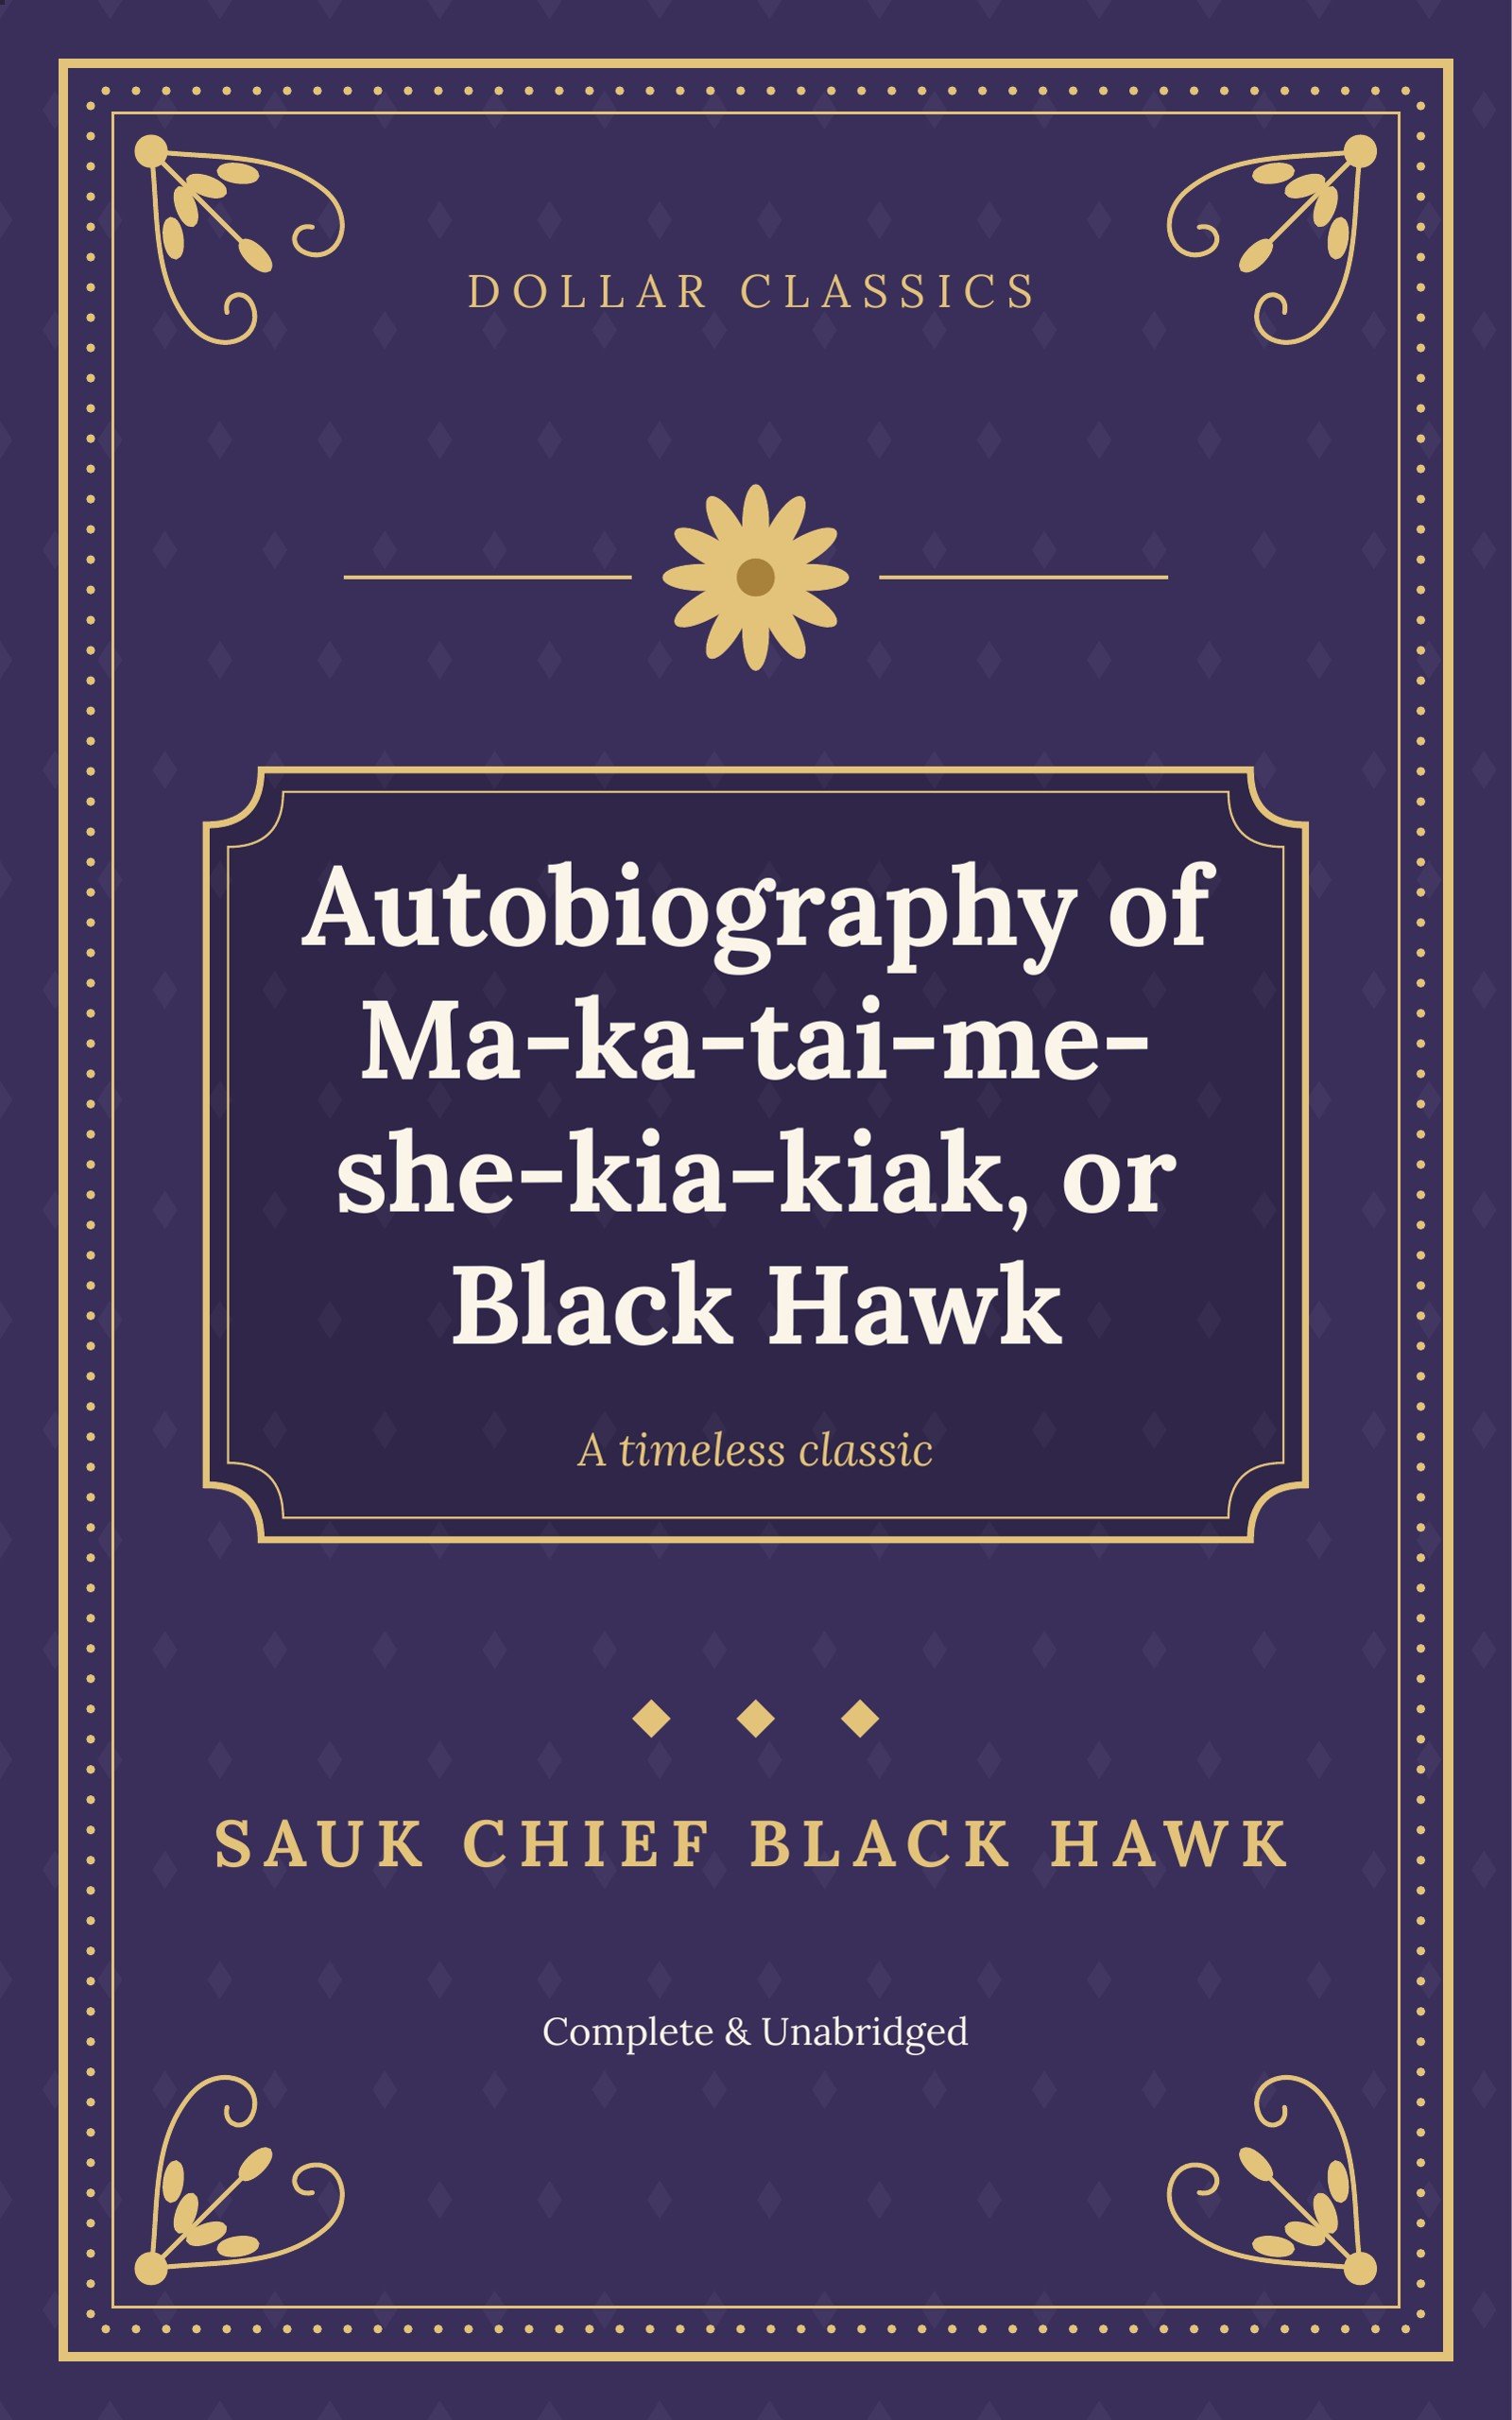 DOLLAR CLASSICS
Autobiography of
Ma-ka-tai-me-
she-kia-kiak, or
Black Hawk
A timeless classic
SAUK CHIEF BLACK HAWK
Complete & Unabridged